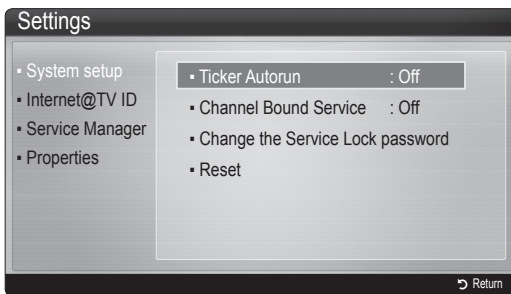 Settings
▪ System setup
▪ Internet@TV ID
▪ Service Manager
▪ Properties
▪ Ticker Autorun : Off
▪ Channel Bound Service : Off
▪ Change the Service Lock password
▪ Reset
Return